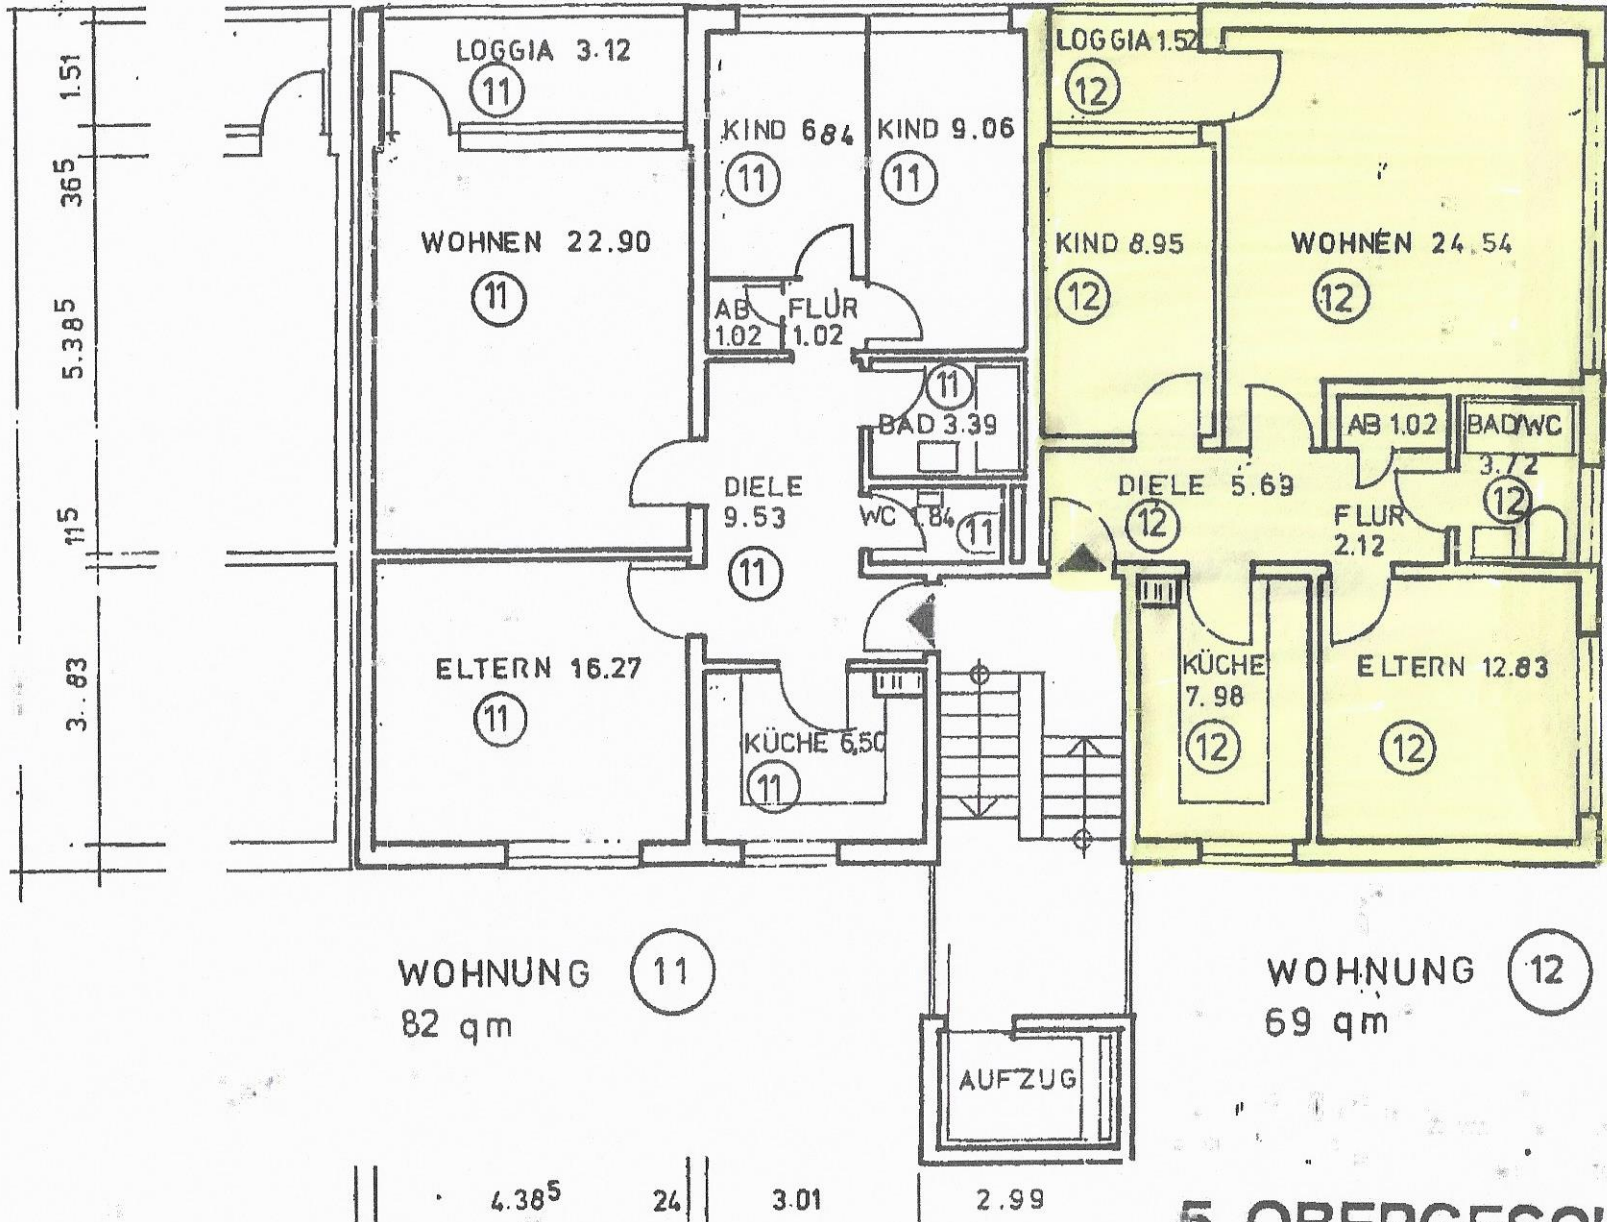 1.51
36⁵
5.38⁵
11⁵
3.83
LOGGIA 3.12
11
WOHNEN 22.90
11
ELTERN 16.27
11
KIND 6.84
11
KIND 9.06
11
AB
1.02
FLUR
1.02
11
BAD 3.39
DIELE
9.53
11
WC 1.84
11
KÜCHE 6.50
11
LOGGIA 1.52
12
KIND 8.95
12
WOHNEN 24.54
12
AB 1.02
BAD/WC
3.72
12
DIELE 5.69
12
FLUR
2.12
KÜCHE
7.98
12
ELTERN 12.83
12
WOHNUNG 11
82 qm
WOHNUNG 12
69 qm
AUFZUG
4.38⁵
24
3.01
2.99